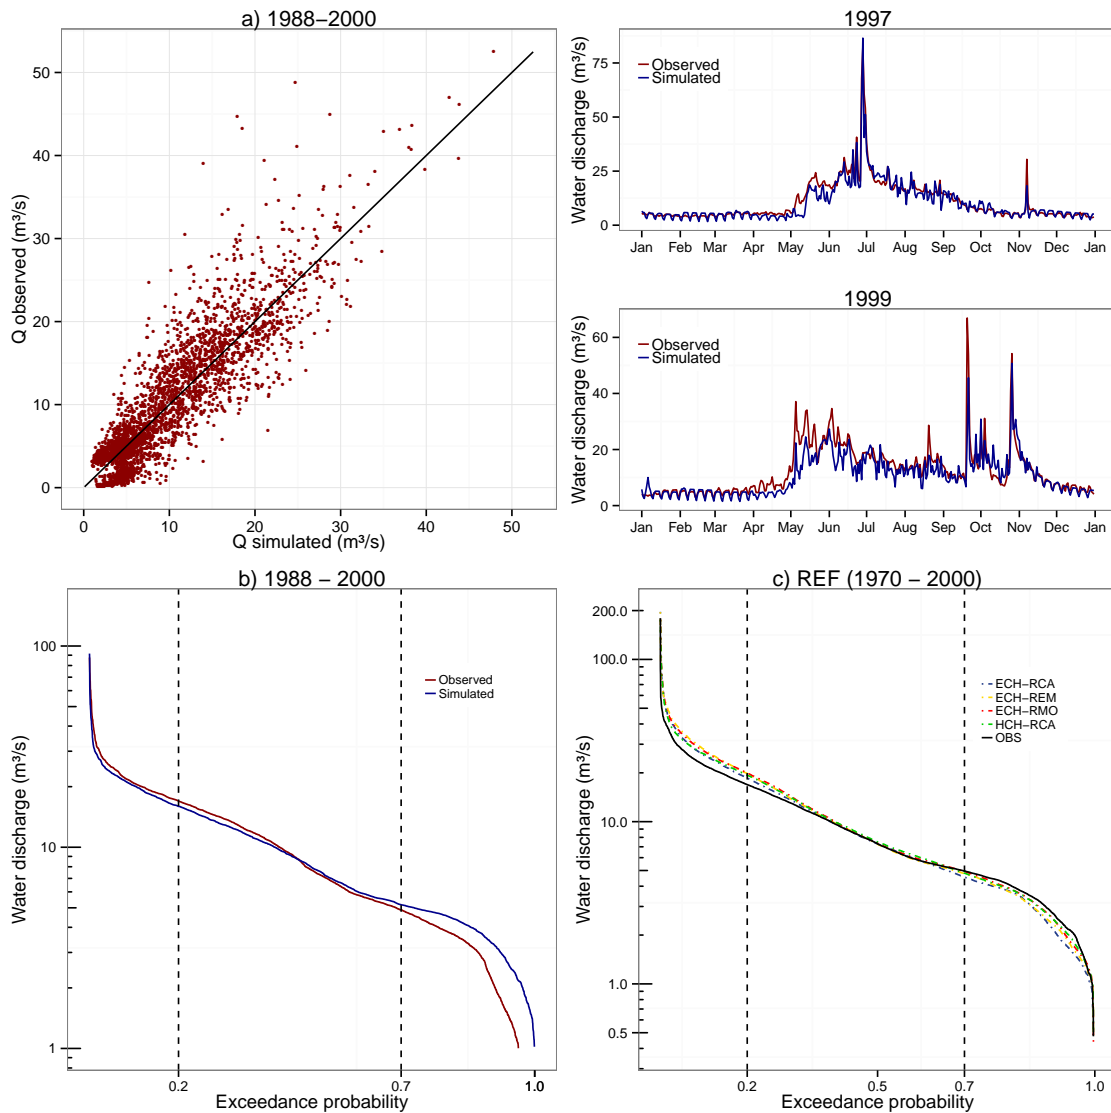 a) 1988−2000
Q observed (m³/s)
50
40
30
20
10
0
0 10 20 30 40 50
Q simulated (m³/s)
1997
Water discharge (m³/s)
Observed
Simulated
75
50
25
0
Jan Feb Mar Apr May Jun Jul Aug Sep Oct Nov Dec Jan
1999
Water discharge (m³/s)
Observed
Simulated
60
40
20
0
Jan Feb Mar Apr May Jun Jul Aug Sep Oct Nov Dec Jan
b) 1988 − 2000
Water discharge (m³/s)
Observed
Simulated
100
10
1
0.2 0.7 1.0
Exceedance probability
c) REF (1970 − 2000)
Water discharge (m³/s)
ECH−RCA
ECH−REM
ECH−RMO
HCH−RCA
OBS
200.0
100.0
10.0
1.0
0.5
0.2 0.5 0.7 1.0
Exceedance probability